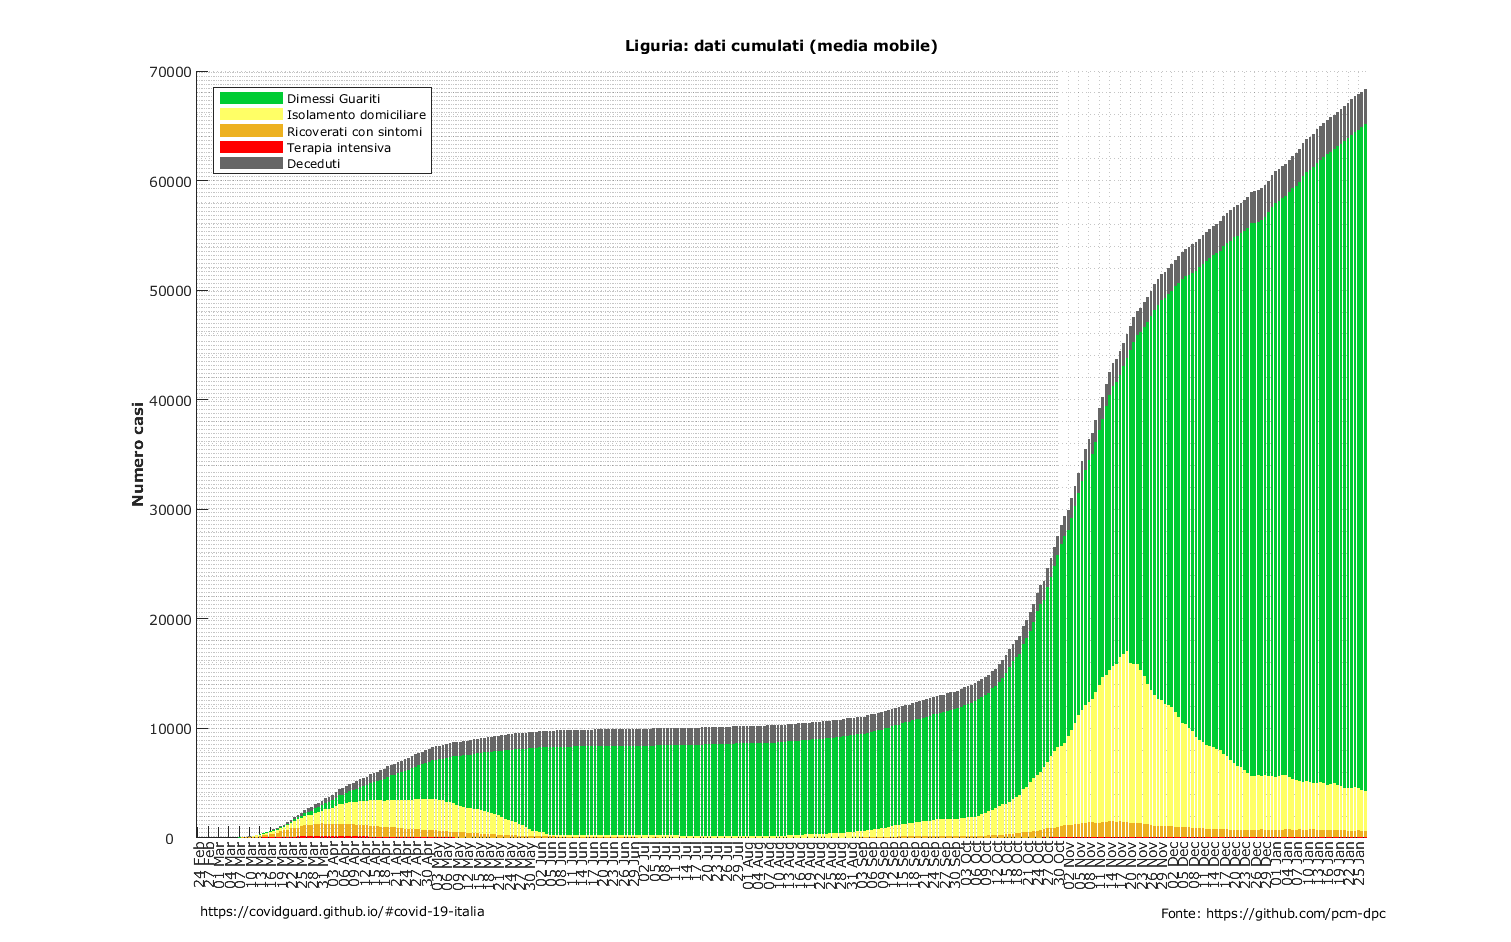 Liguria: dati cumulati (media mobile)
70000
60000
50000
40000
30000
20000
10000
0
Numero casi
Dimessi Guariti
Isolamento domiciliare
Ricoverati con sintomi
Terapia intensiva
Deceduti
24 Feb
27 Feb
01 Mar
04 Mar
07 Mar
10 Mar
13 Mar
16 Mar
19 Mar
22 Mar
25 Mar
28 Mar
31 Mar
03 Apr
06 Apr
09 Apr
12 Apr
15 Apr
18 Apr
21 Apr
24 Apr
27 Apr
30 Apr
03 May
06 May
09 May
12 May
15 May
18 May
21 May
24 May
27 May
30 May
02 Jun
05 Jun
08 Jun
11 Jun
14 Jun
17 Jun
20 Jun
23 Jun
26 Jun
29 Jun
02 Jul
05 Jul
08 Jul
11 Jul
14 Jul
17 Jul
20 Jul
23 Jul
26 Jul
29 Jul
01 Aug
04 Aug
07 Aug
10 Aug
13 Aug
16 Aug
19 Aug
22 Aug
25 Aug
28 Aug
31 Aug
03 Sep
06 Sep
09 Sep
12 Sep
15 Sep
18 Sep
21 Sep
24 Sep
27 Sep
30 Sep
03 Oct
06 Oct
09 Oct
12 Oct
15 Oct
18 Oct
21 Oct
24 Oct
27 Oct
30 Oct
02 Nov
05 Nov
08 Nov
11 Nov
14 Nov
17 Nov
20 Nov
23 Nov
26 Nov
29 Nov
02 Dec
05 Dec
08 Dec
11 Dec
14 Dec
17 Dec
20 Dec
23 Dec
26 Dec
29 Dec
01 Jan
04 Jan
07 Jan
10 Jan
13 Jan
16 Jan
19 Jan
22 Jan
25 Jan
https://covidguard.github.io/#covid-19-italia
Fonte: https://github.com/pcm-dpc